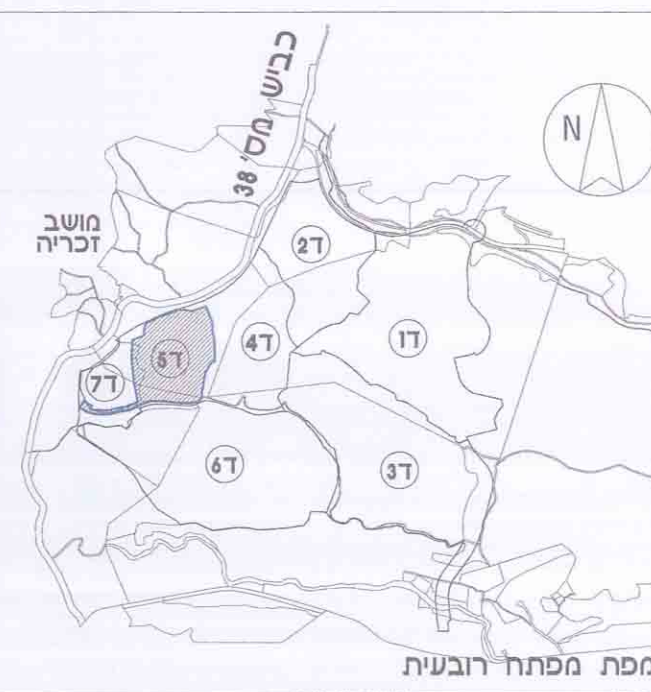 כביש מס' 38
N
מושב
זכריה
ד2
ד1
ד4
ד5
ד7
ד6
ד3
מפת מפתח רובעית